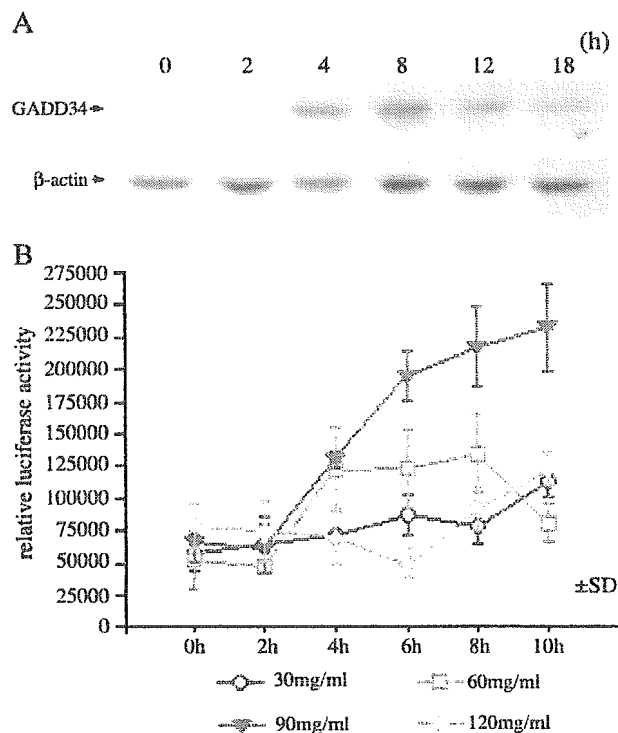 A
(h)
0 2 4 8 12 18
GADD34
β-actin
B
275000
250000
225000
200000
175000
150000
125000
100000
75000
50000
25000
0
relative luciferase activity
±SD
0h 2h 4h 6h 8h 10h
30mg/ml 60mg/ml
90mg/ml 120mg/ml